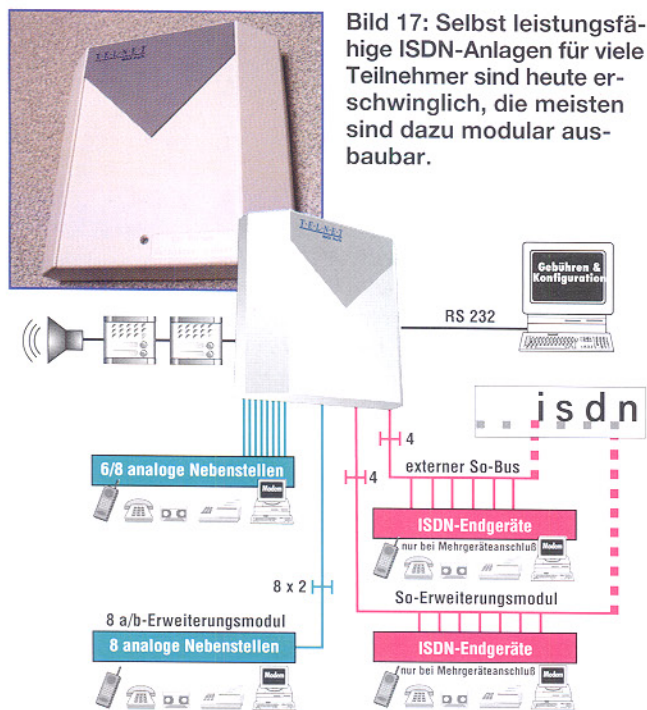 Bild 17: Selbst leistungsfä-
hige ISDN-Anlagen für viele
Teilnehmer sind heute er-
schwinglich, die meisten
sind dazu modular aus-
baubar.
T·E·L·N·E·T
T·E·L·N·E·T
Gebühren &
Konfiguration
RS 232
isdn
4
4
externer So-Bus
6/8 analoge Nebenstellen
Modem
ISDN-Endgeräte
nur bei Mehrgeräteanschluß
Modem
8 x 2
So-Erweiterungsmodul
8 a/b-Erweiterungsmodul
8 analoge Nebenstellen
Modem
ISDN-Endgeräte
nur bei Mehrgeräteanschluß
Modem